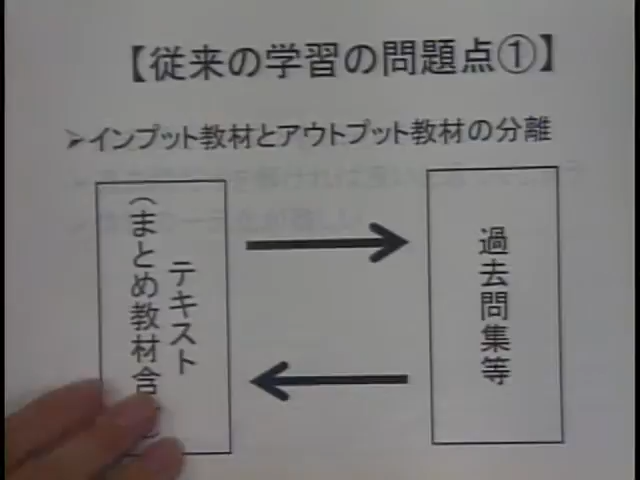 【従来の学習の問題点①】
➢インプット教材とアウトプット教材の分離
テキスト
(まとめ教材含
過去問集等